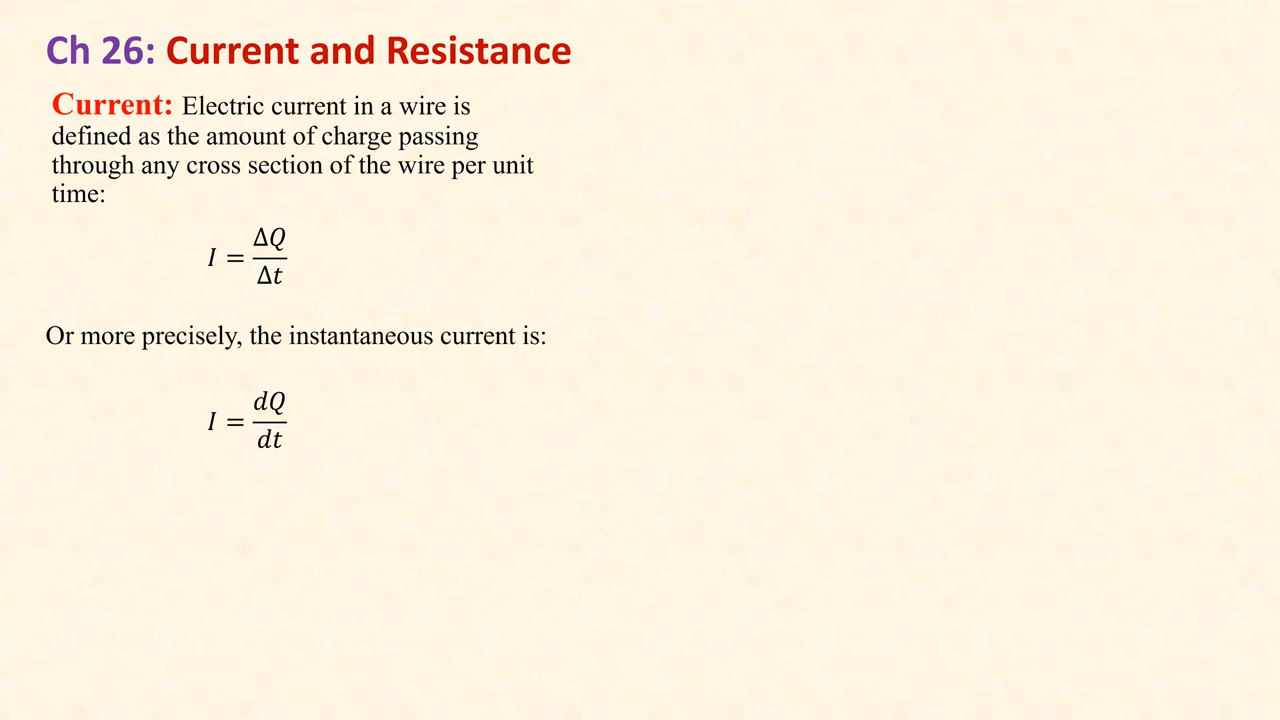 Ch 26: Current and Resistance
Current: Electric current in a wire is
defined as the amount of charge passing
through any cross section of the wire per unit
time:
I = ΔQ/Δt
Or more precisely, the instantaneous current is:
I = dQ/dt